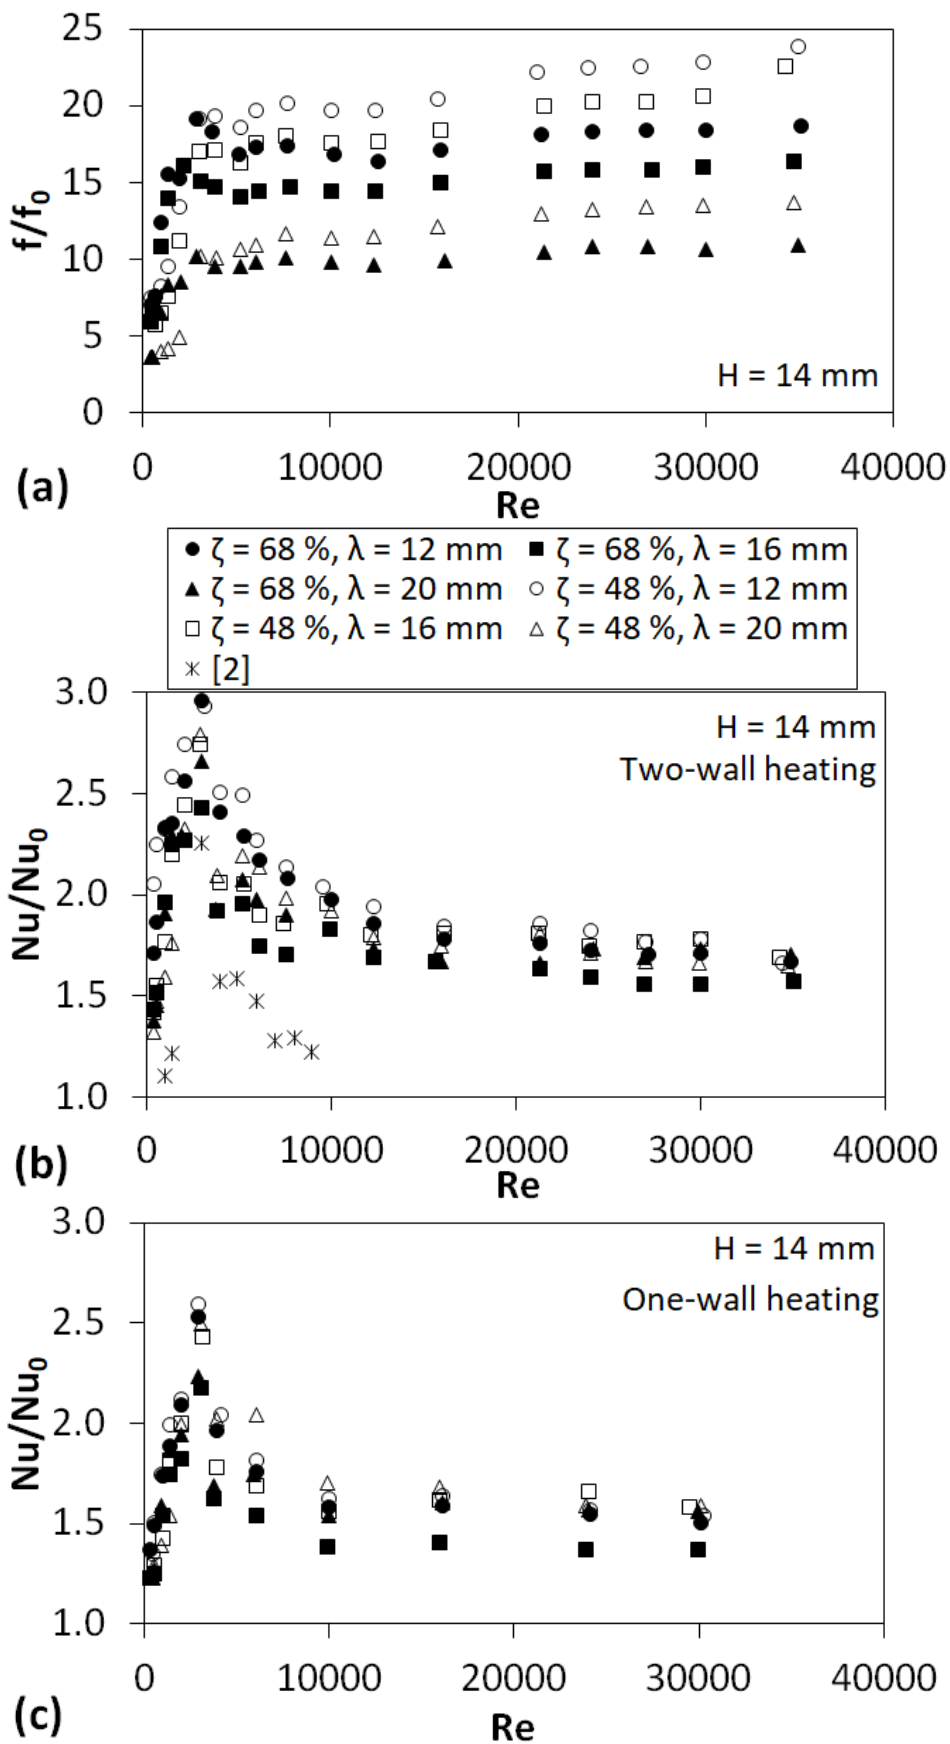 25
20
15
10
5
0
f/f0
H = 14 mm
0 10000 20000 30000 40000
(a)
Re
● ζ = 68 %, λ = 12 mm ■ ζ = 68 %, λ = 16 mm
▲ ζ = 68 %, λ = 20 mm ○ ζ = 48 %, λ = 12 mm
□ ζ = 48 %, λ = 16 mm △ ζ = 48 %, λ = 20 mm
[2]
3.0
2.5
2.0
1.5
1.0
Nu/Nu0
H = 14 mm
Two-wall heating
0 10000 20000 30000 40000
(b)
Re
3.0
2.5
2.0
1.5
1.0
Nu/Nu0
H = 14 mm
One-wall heating
0 10000 20000 30000 40000
(c)
Re